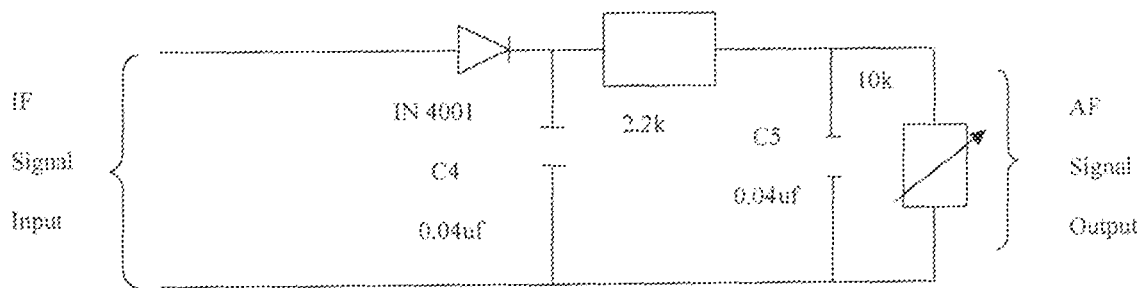 IF
Signal
Input
IN 4001
C4
0.04uf
2.2k
C5
0.04uf
10k
AF
Signal
Output